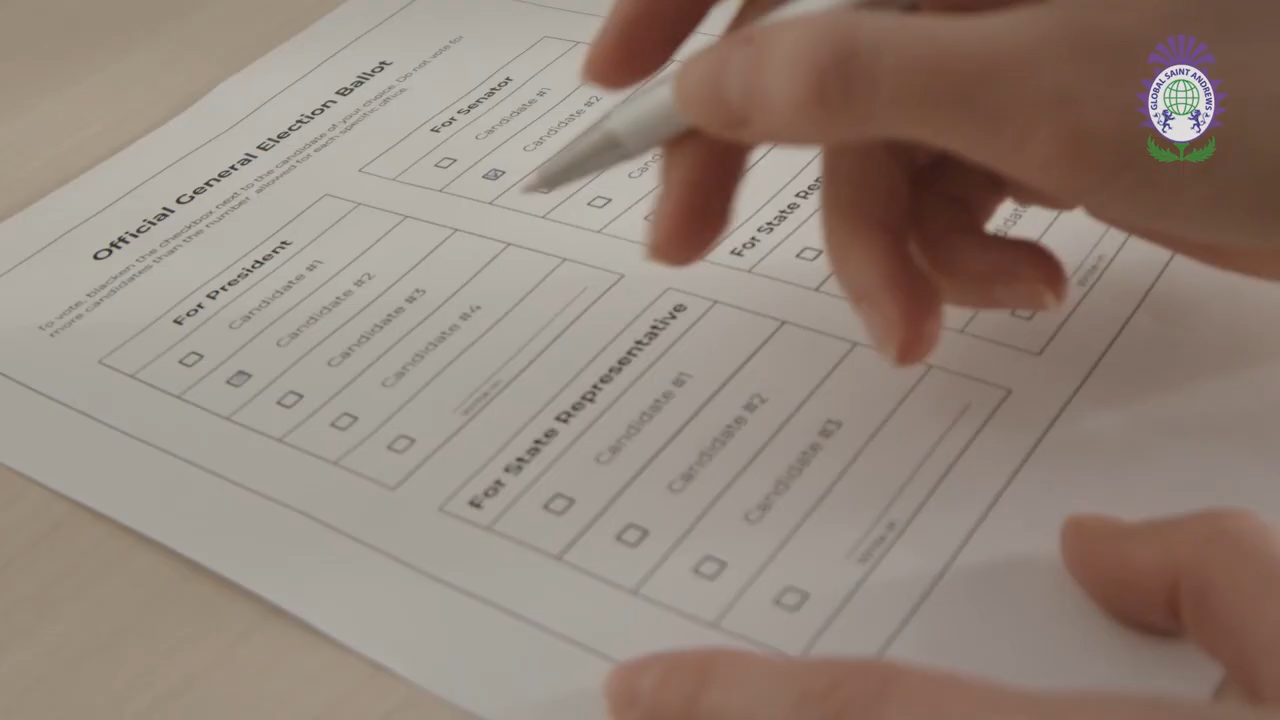 Official General Election Ballot
To vote, blacken the checkbox next to the candidate of your choice. Do not vote for
more candidates than the number allowed for each specific office.
For President
Candidate #1
Candidate #2
Candidate #3
Candidate #4
For Senator
Candidate #1
Candidate #2
For State Representative
Candidate #1
Candidate #2
Candidate #3
For State Rep
GLOBAL SAINT ANDREWS